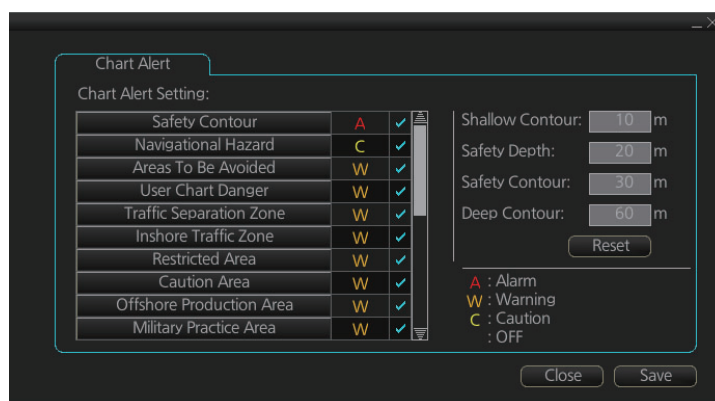 Chart Alert
Chart Alert Setting:
Safety Contour A
Navigational Hazard C
Areas To Be Avoided W
User Chart Danger W
Traffic Separation Zone W
Inshore Traffic Zone W
Restricted Area W
Caution Area W
Offshore Production Area W
Military Practice Area W
Shallow Contour: 10 m
Safety Depth: 20 m
Safety Contour: 30 m
Deep Contour: 60 m
Reset
A : Alarm
W : Warning
C : Caution
: OFF
Close Save